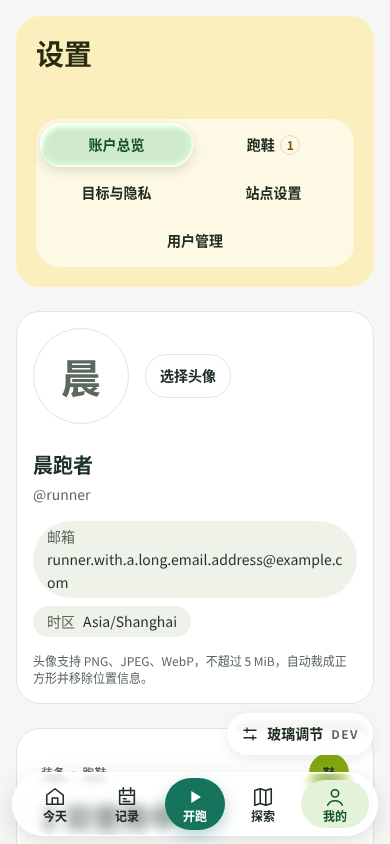 设置
账户总览
跑鞋 1
目标与隐私
站点设置
用户管理
晨
选择头像
晨跑者
@runner
邮箱
runner.with.a.long.email.address@example.c
om
时区 Asia/Shanghai
头像支持 PNG、JPEG、WebP，不超过 5 MiB，自动裁成正
方形并移除位置信息。
玻璃调节 DEV
今天
记录
开跑
探索
我的